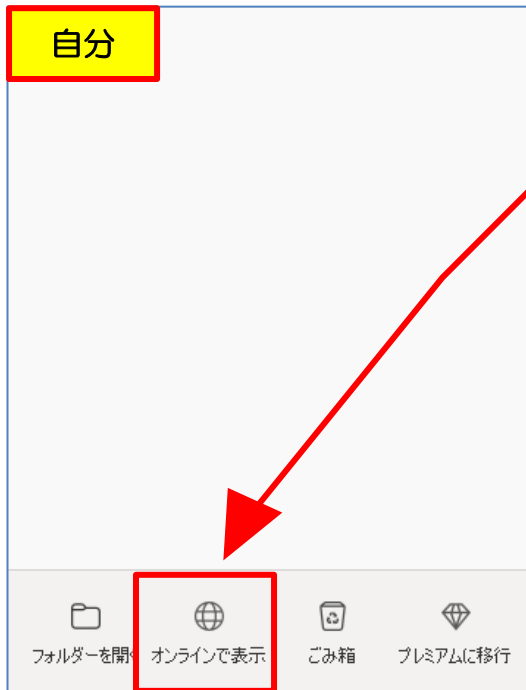 自分
フォルダーを開く
オンラインで表示
ごみ箱
プレミアムに移行